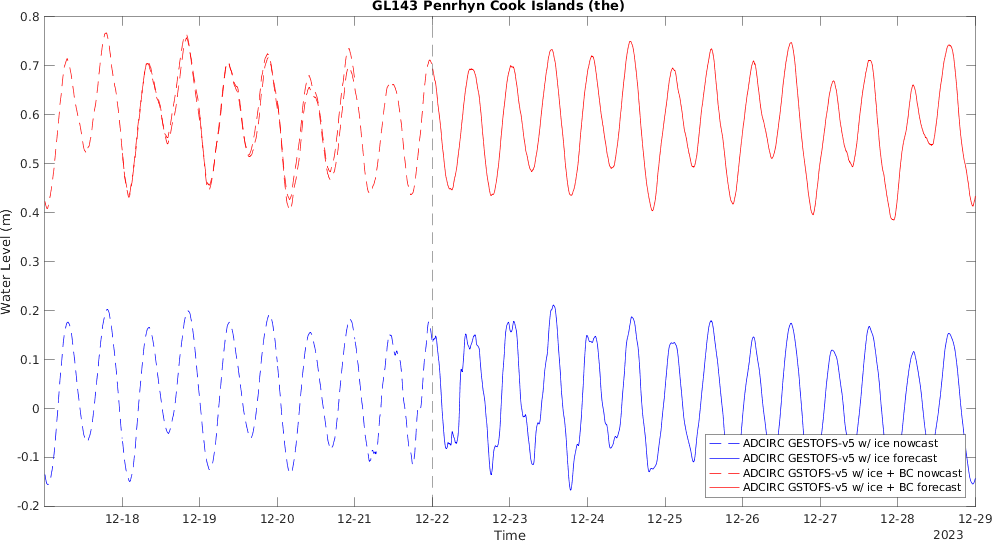 GL143 Penrhyn Cook Islands (the)
0.8
0.7
0.6
0.5
0.4
0.3
0.2
0.1
0
-0.1
-0.2
Water Level (m)
ADCIRC GESTOFS-v5 w/ ice nowcast
ADCIRC GESTOFS-v5 w/ ice forecast
ADCIRC GSTOFS-v5 w/ ice + BC nowcast
ADCIRC GSTOFS-v5 w/ ice + BC forecast
12-18 12-19 12-20 12-21 12-22 12-23 12-24 12-25 12-26 12-27 12-28 12-29
Time
2023